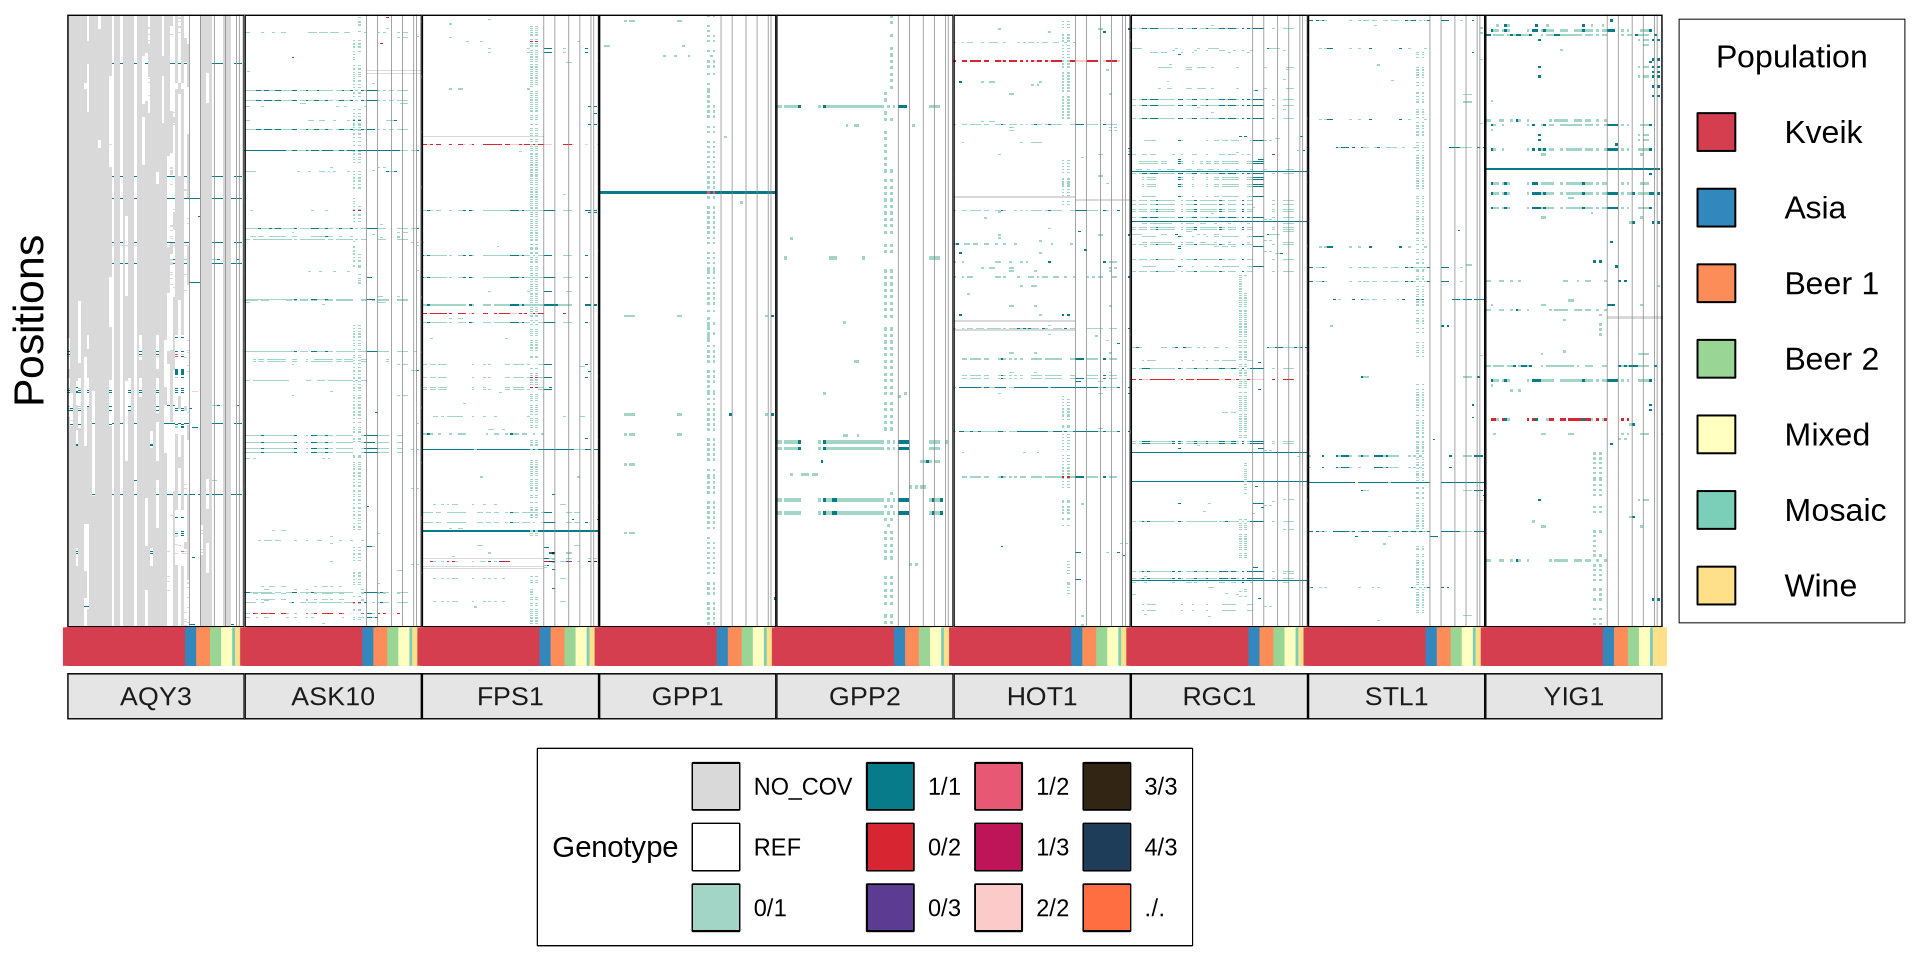 Positions
Population
Kveik
Asia
Beer 1
Beer 2
Mixed
Mosaic
Wine
AQY3 ASK10 FPS1 GPP1 GPP2 HOT1 RGC1 STL1 YIG1
Genotype
NO_COV 1/1 1/2 3/3
REF 0/2 1/3 4/3
0/1 0/3 2/2 ./.